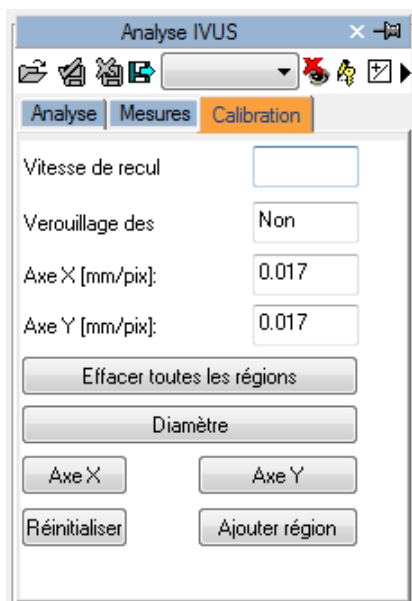 Analyse IVUS
Analyse Mesures Calibration
Vitesse de recul
Verouillage des Non
Axe X [mm/pix]: 0.017
Axe Y [mm/pix]: 0.017
Effacer toutes les régions
Diamètre
Axe X Axe Y
Réinitialiser Ajouter région